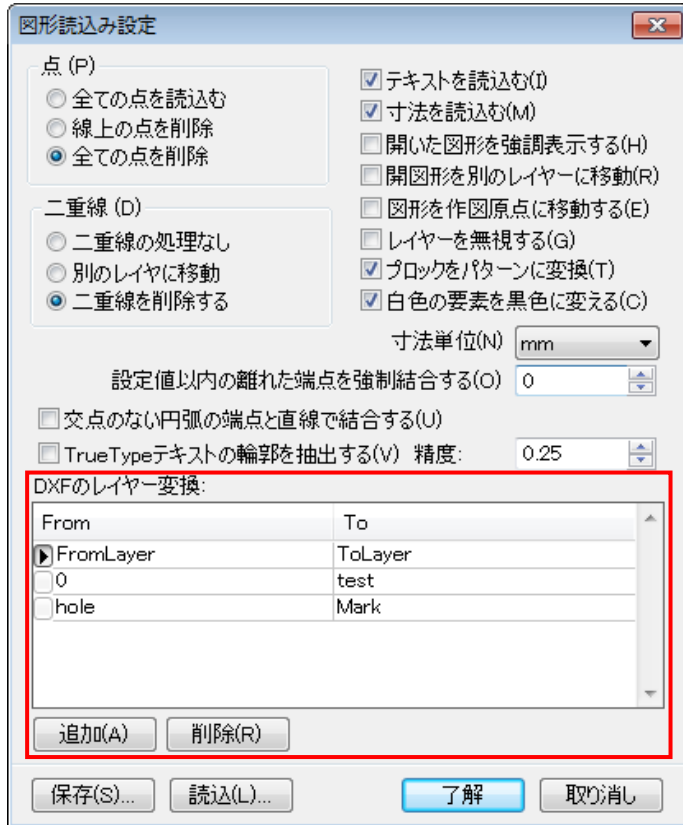 図形読込み設定
点 (P)
全ての点を読込む
線上の点を削除
全ての点を削除
二重線 (D)
二重線の処理なし
別のレイヤに移動
二重線を削除する
テキストを読込む(I)
寸法を読込む(M)
開いた図形を強調表示する(H)
開図形を別のレイヤーに移動(R)
図形を作図原点に移動する(E)
レイヤーを無視する(G)
ブロックをパターンに変換(T)
白色の要素を黒色に変える(C)
寸法単位(N) mm
設定値以内の離れた端点を強制結合する(O) 0
交点のない円弧の端点と直線で結合する(U)
TrueTypeテキストの輪郭を抽出する(V) 精度: 0.25
DXFのレイヤー変換:
From To
FromLayer ToLayer
0 test
hole Mark
追加(A) 削除(R)
保存(S)... 読込(L)... 了解 取り消し